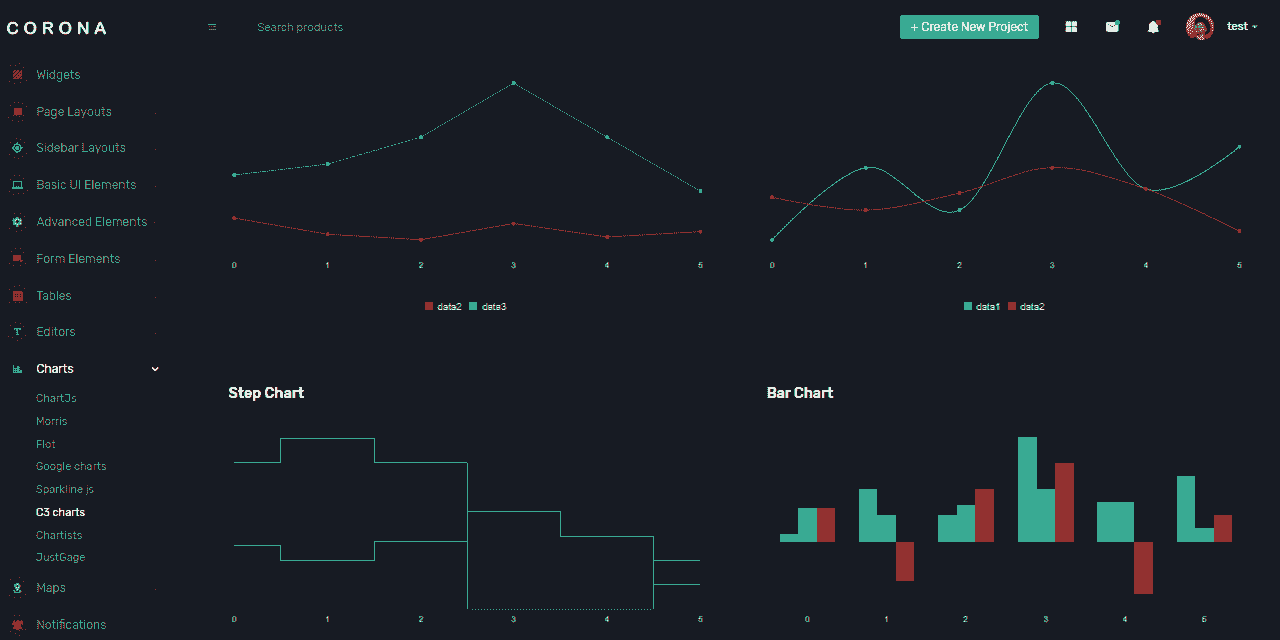 CORONA
Search products
+ Create New Project
test
Widgets
Page Layouts
Sidebar Layouts
Basic UI Elements
Advanced Elements
Form Elements
Tables
Editors
Charts
ChartJs
Morris
Flot
Google charts
Sparkline js
C3 charts
Chartists
JustGage
Maps
Notifications
0 1 2 3 4 5
data2 data3
0 1 2 3 4 5
data1 data2
Step Chart
0 1 2 3 4 5
Bar Chart
0 1 2 3 4 5